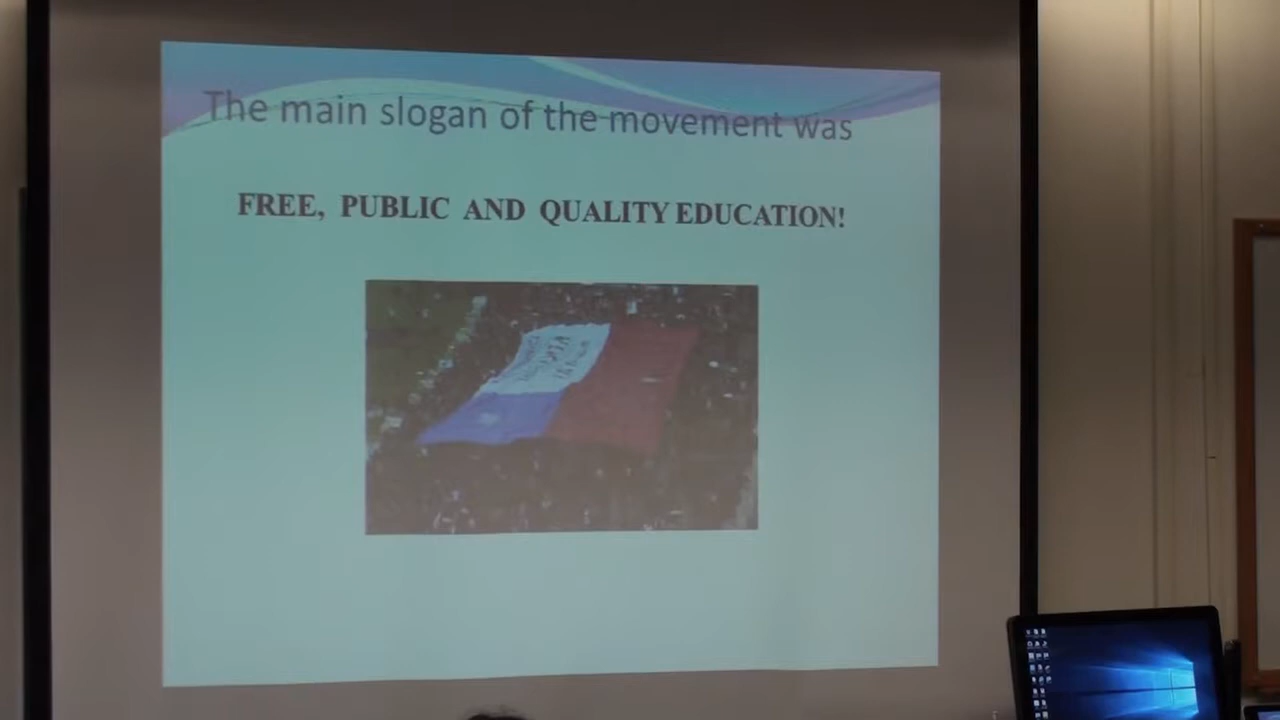 The main slogan of the movement was
FREE, PUBLIC AND QUALITY EDUCATION!